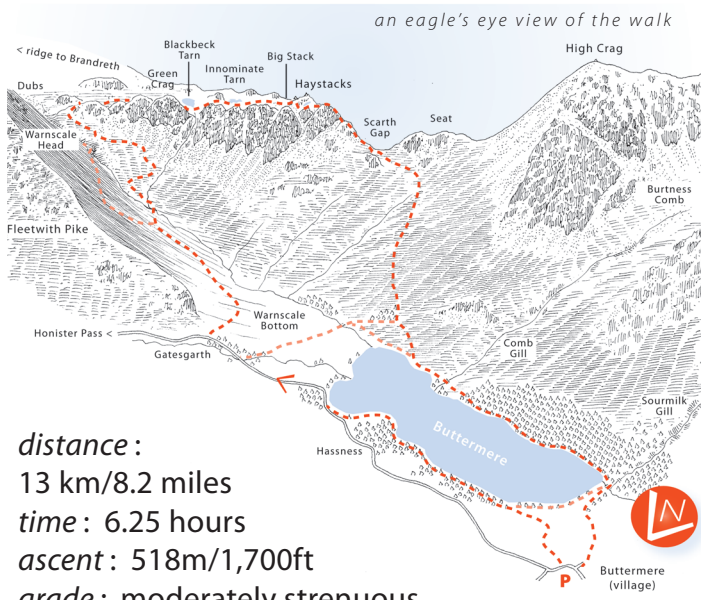 an eagle's eye view of the walk
< ridge to Brandreth
Blackbeck
Tarn
Innominate
Tarn
Big Stack
High Crag
Green
Crag
Haystacks
Dubs
Scarth
Gap
Seat
Warnscale
Head
Burtness
Comb
Fleetwith Pike
Warnscale
Bottom
Honister Pass <
Gatesgarth
Comb
Gill
Sourmilk
Gill
Buttermere
Hassness
N
distance :
13 km/8.2 miles
time : 6.25 hours
ascent : 518m/1,700ft
grade : moderately strenuous
P
Buttermere
(village)